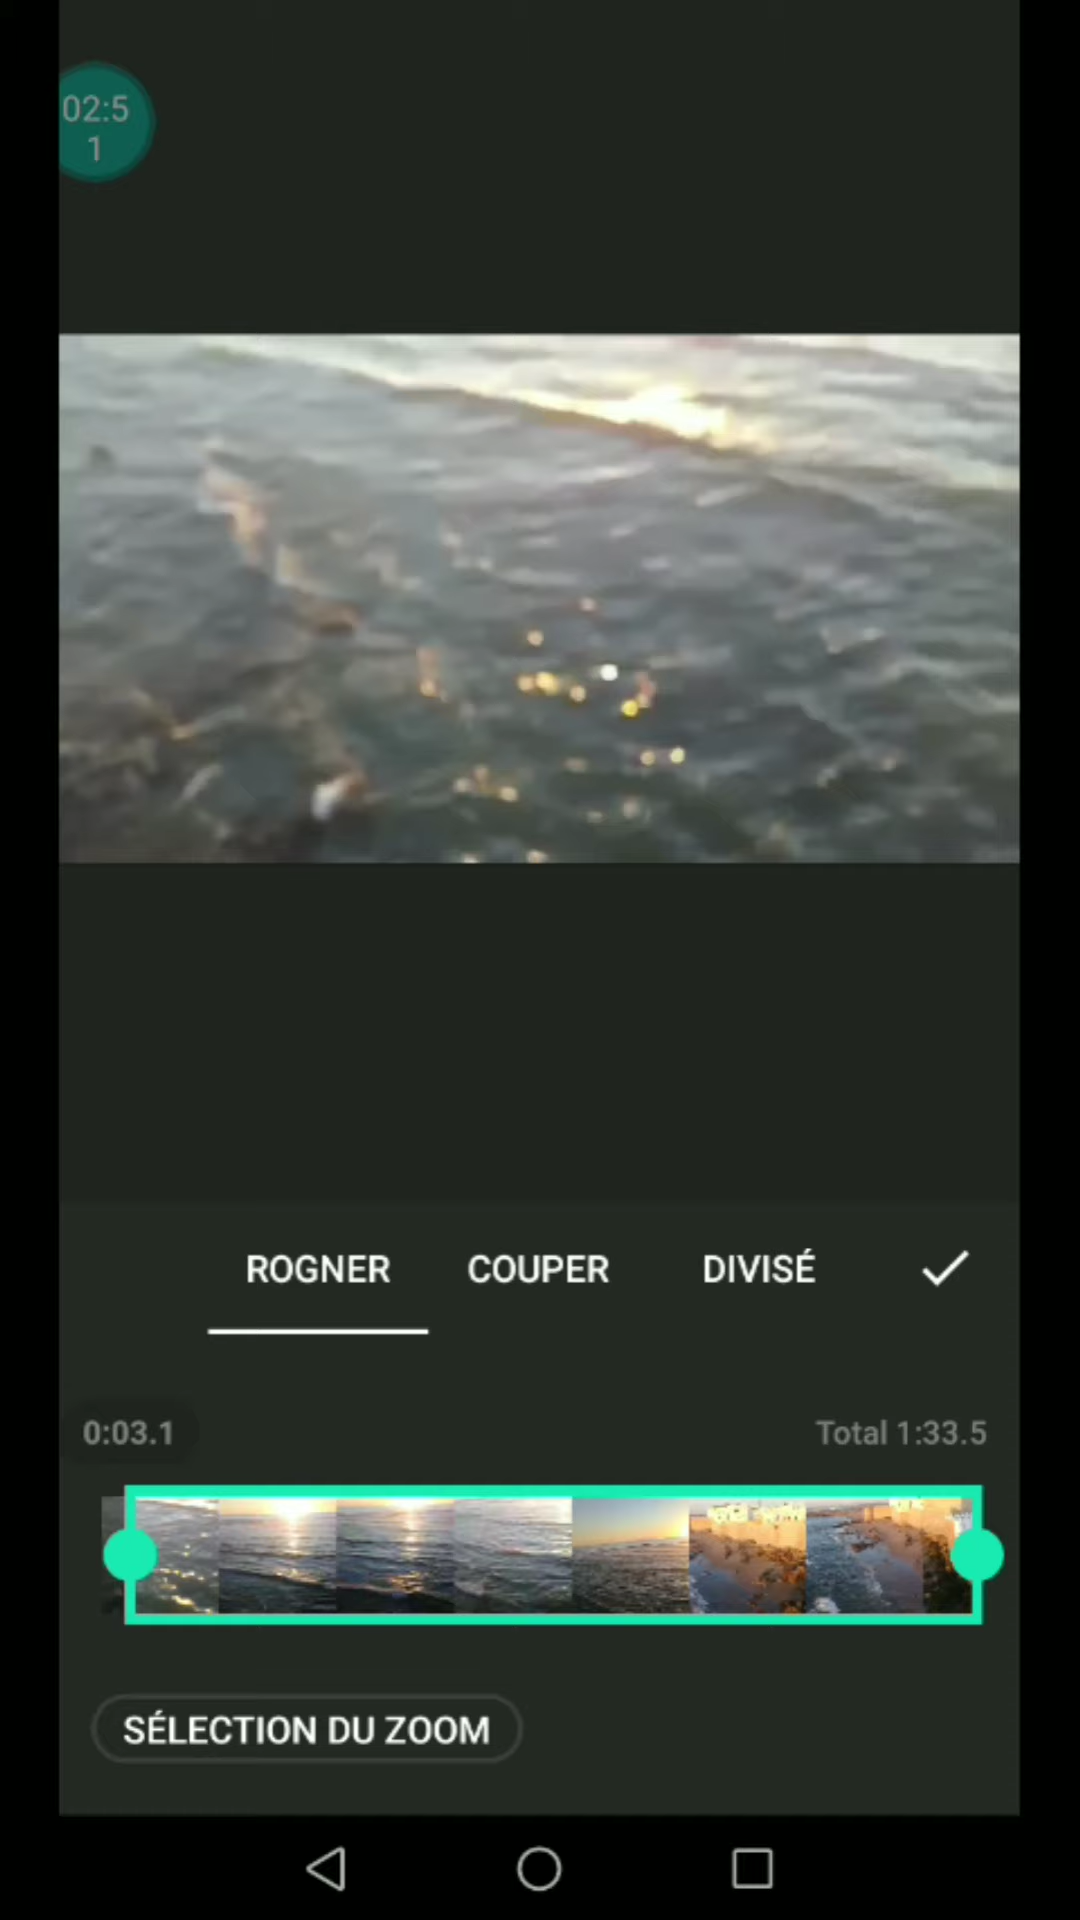 02:5
1
ROGNER COUPER DIVISÉ
0:03.1 Total 1:33.5
SÉLECTION DU ZOOM